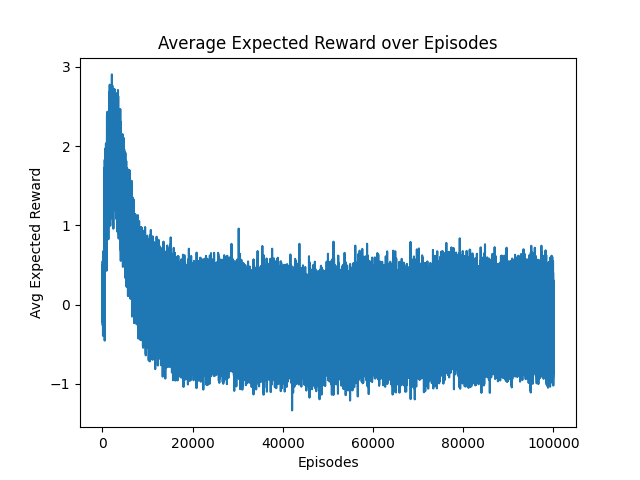 Average Expected Reward over Episodes
Avg Expected Reward
3
2
1
0
−1
0 20000 40000 60000 80000 100000
Episodes